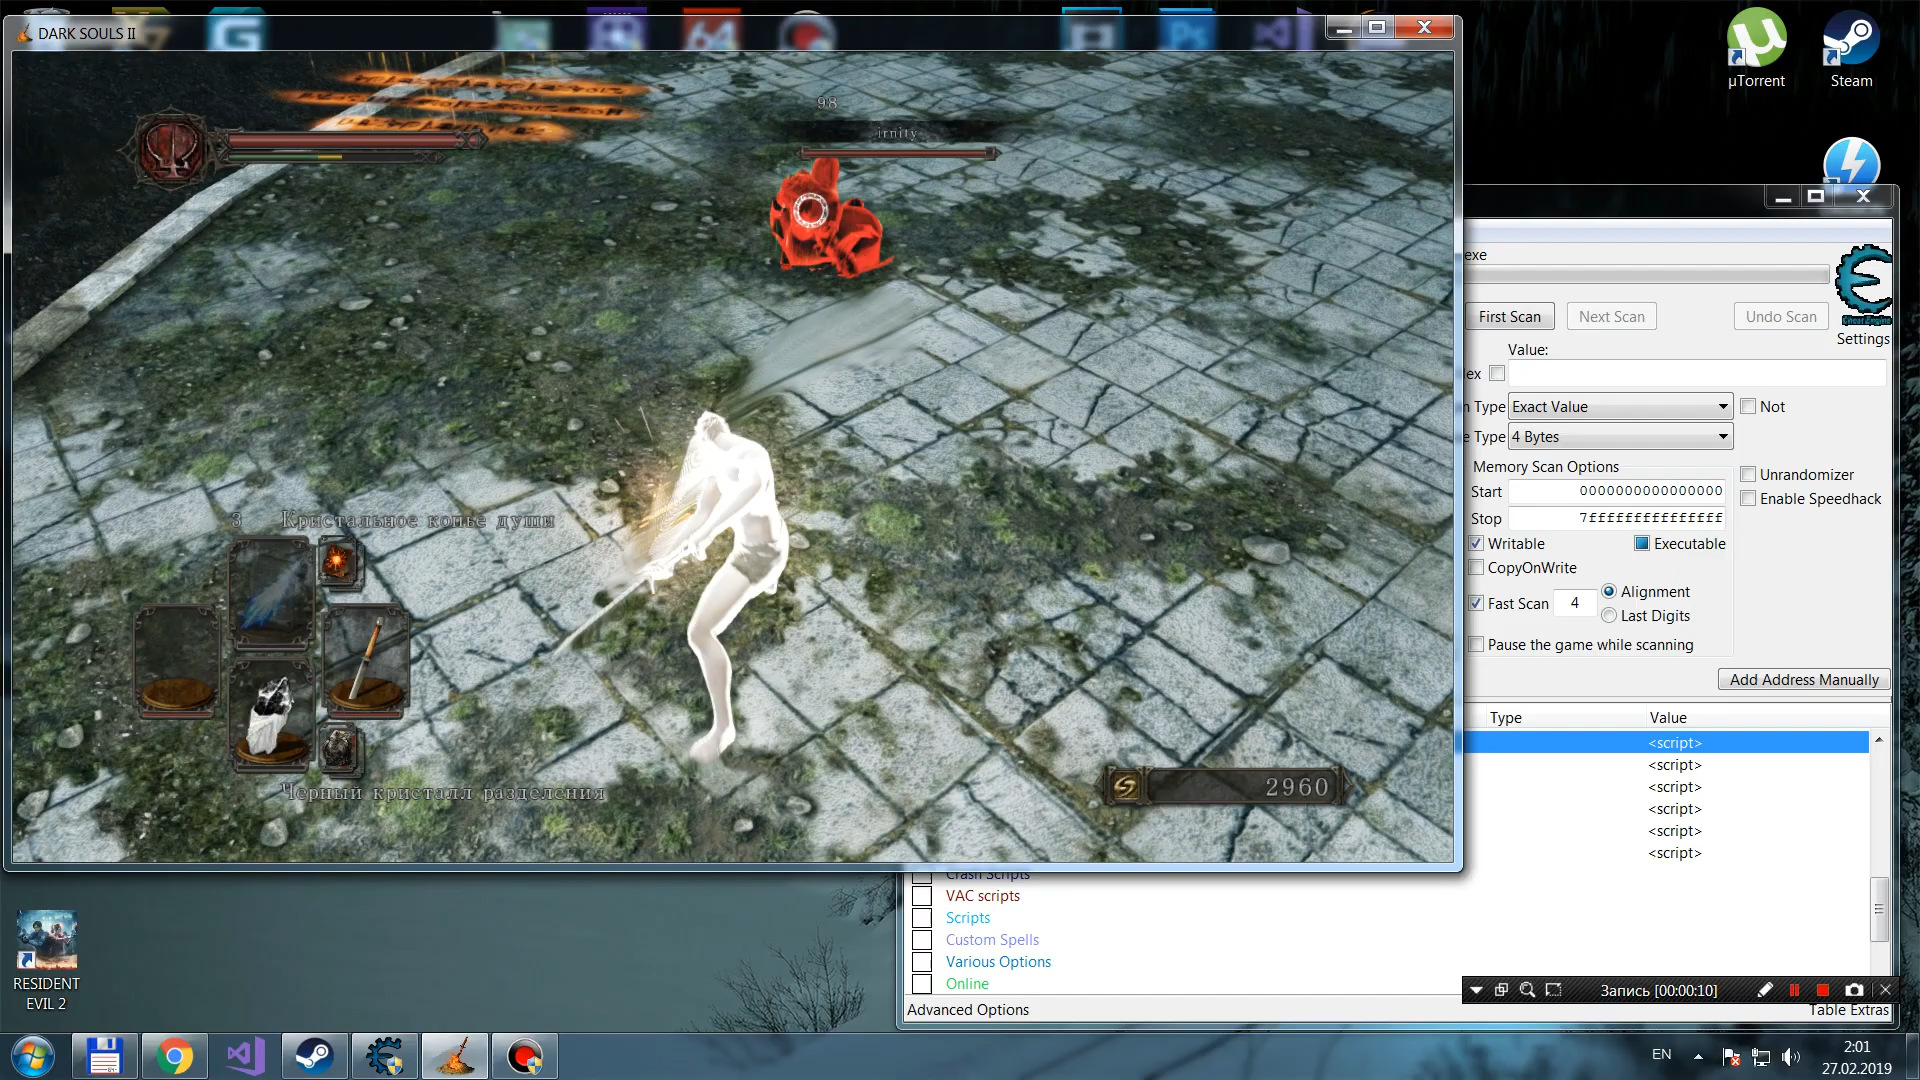 DARK SOULS II
µTorrent
Steam
98
irnity
exe
First Scan
Next Scan
Undo Scan
Settings
Value:
ex
n Type
Exact Value
Not
e Type
4 Bytes
Memory Scan Options
Start
0000000000000000
Stop
7fffffffffffffff
Unrandomizer
Enable Speedhack
Writable
Executable
CopyOnWrite
Fast Scan
4
Alignment
Last Digits
Pause the game while scanning
Add Address Manually
Type
Value
<script>
<script>
<script>
<script>
<script>
<script>
3 Кристальное копье души
Черный кристалл разделения
2960
Crash Scripts
VAC scripts
Scripts
Custom Spells
Various Options
Online
Advanced Options
Table Extras
Запись [00:00:10]
RESIDENT
EVIL 2
EN
2:01
27.02.2019